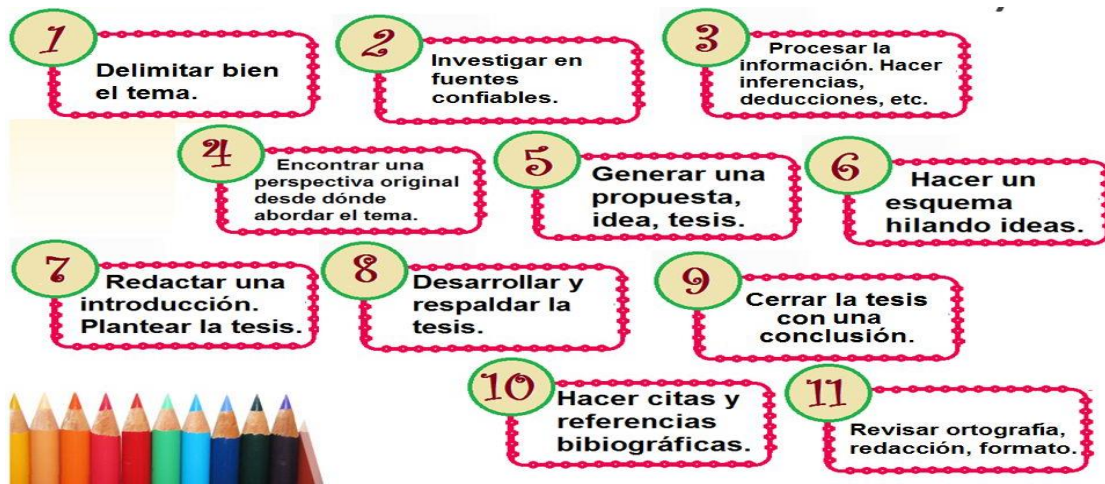 1
Delimitar bien
el tema.
2
Investigar en
fuentes
confiables.
3
Procesar la
información. Hacer
inferencias,
deducciones, etc.
4
Encontrar una
perspectiva original
desde dónde
abordar el tema.
5
Generar una
propuesta,
idea, tesis.
6
Hacer un
esquema
hilando ideas.
7
Redactar una
introducción.
Plantear la tesis.
8
Desarrollar y
respaldar la
tesis.
9
Cerrar la tesis
con una
conclusión.
10
Hacer citas y
referencias
bibiográficas.
11
Revisar ortografía,
redacción, formato.